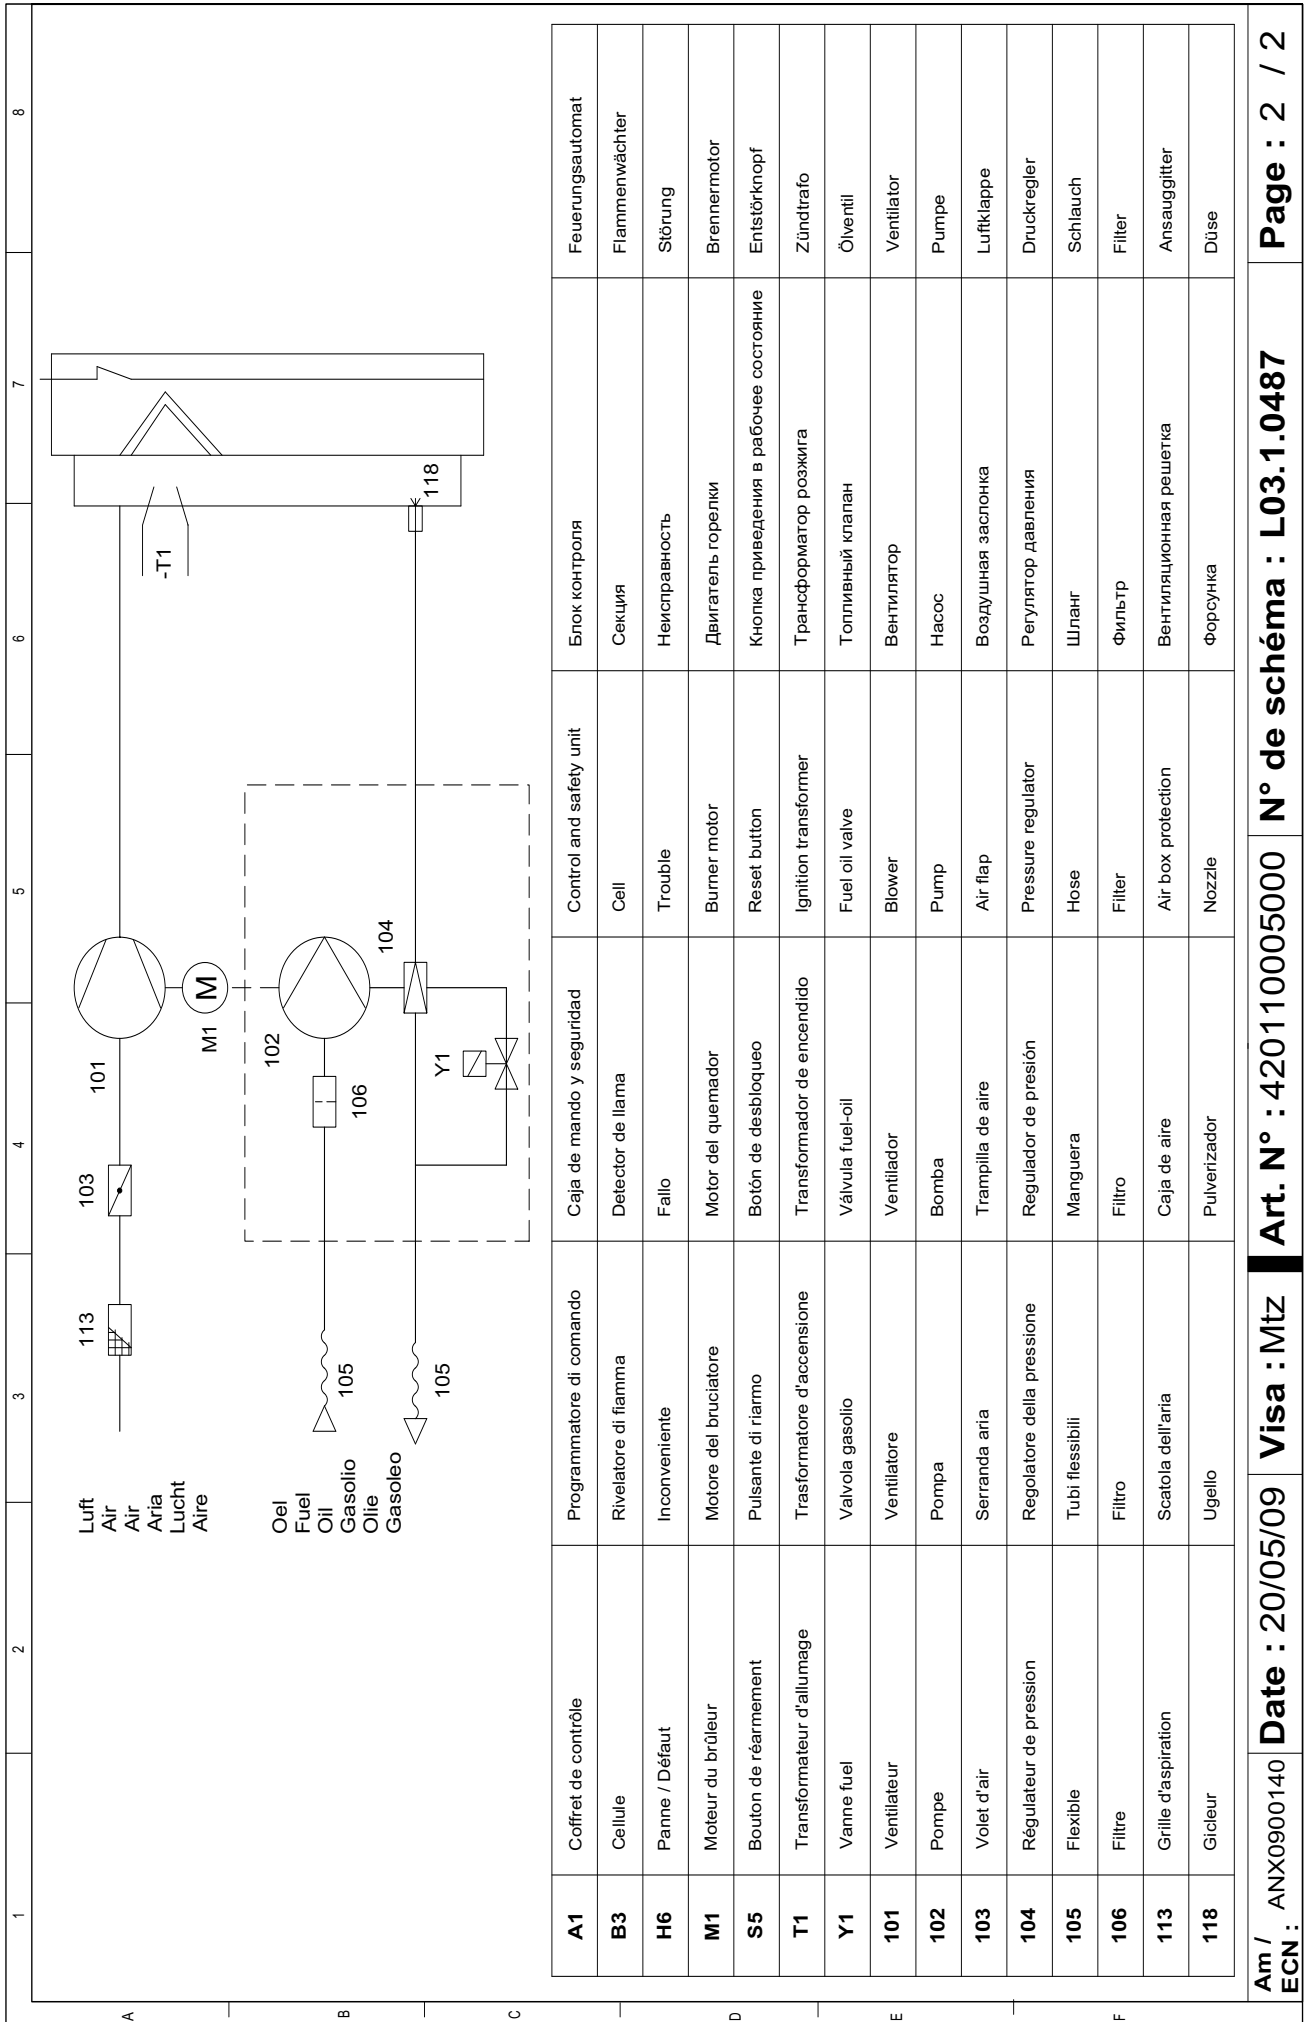 1 2 3 4 5 6 7 8
A
B
C
D
E
F
Luft
Air
Air
Aria
Lucht
Aire
113
103
101
M1
M
-T1
Oel
Fuel
Oil
Gasolio
Olie
Gasoleo
105
105
106
102
104
Y1
118
A1 Coffret de contrôle Programmatore di comando Caja de mando y seguridad Control and safety unit Блок контроля Feuerungsautomat
B3 Cellule Rivelatore di fiamma Detector de llama Cell Секция Flammenwächter
H6 Panne / Défaut Inconveniente Fallo Trouble Неисправность Störung
M1 Moteur du brûleur Motore del bruciatore Motor del quemador Burner motor Двигатель горелки Brennermotor
S5 Bouton de réarmement Pulsante di riarmo Botón de desbloqueo Reset button Кнопка приведения в рабочее состояние Entstörknopf
T1 Transformateur d'allumage Trasformatore d'accensione Transformador de encendido Ignition transformer Трансформатор розжига Zündtrafo
Y1 Vanne fuel Valvola gasolio Válvula fuel-oil Fuel oil valve Топливный клапан Ölventil
101 Ventilateur Ventilatore Ventilador Blower Вентилятор Ventilator
102 Pompe Pompa Bomba Pump Насос Pumpe
103 Volet d'air Serranda aria Trampilla de aire Air flap Воздушная заслонка Luftklappe
104 Régulateur de pression Regolatore della pressione Regulador de presión Pressure regulator Регулятор давления Druckregler
105 Flexible Tubi flessibili Manguera Hose Шланг Schlauch
106 Filtre Filtro Filtro Filter Фильтр Filter
113 Grille d'aspiration Scatola dell'aria Caja de aire Air box protection Вентиляционная решетка Ansauggitter
118 Gicleur Ugello Pulverizador Nozzle Форсунка Düse
Am / ECN : ANX0900140 Date : 20/05/09 Visa : Mtz Art. N° : 420110005000 N° de schéma : L03.1.0487 Page : 2 / 2